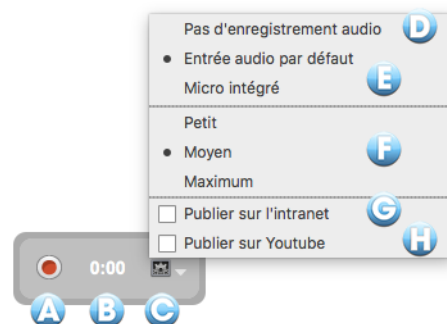 Pas d'enregistrement audio D
• Entrée audio par défaut
Micro intégré E
Petit
• Moyen F
Maximum
Publier sur l'intranet G
Publier sur Youtube H
0:00
A B C